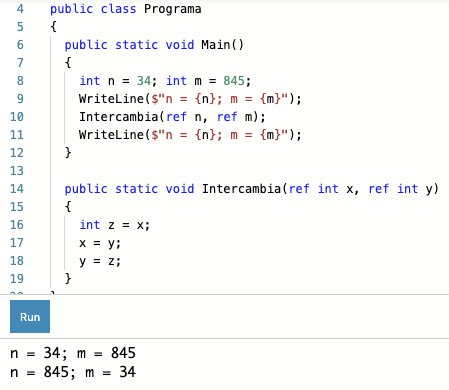 4 public class Programa
5 {
6 public static void Main()
7 {
8 int n = 34; int m = 845;
9 WriteLine($"n = {n}; m = {m}");
10 Intercambia(ref n, ref m);
11 WriteLine($"n = {n}; m = {m}");
12 }
13
14 public static void Intercambia(ref int x, ref int y)
15 {
16 int z = x;
17 x = y;
18 y = z;
19 }
Run
n = 34; m = 845
n = 845; m = 34